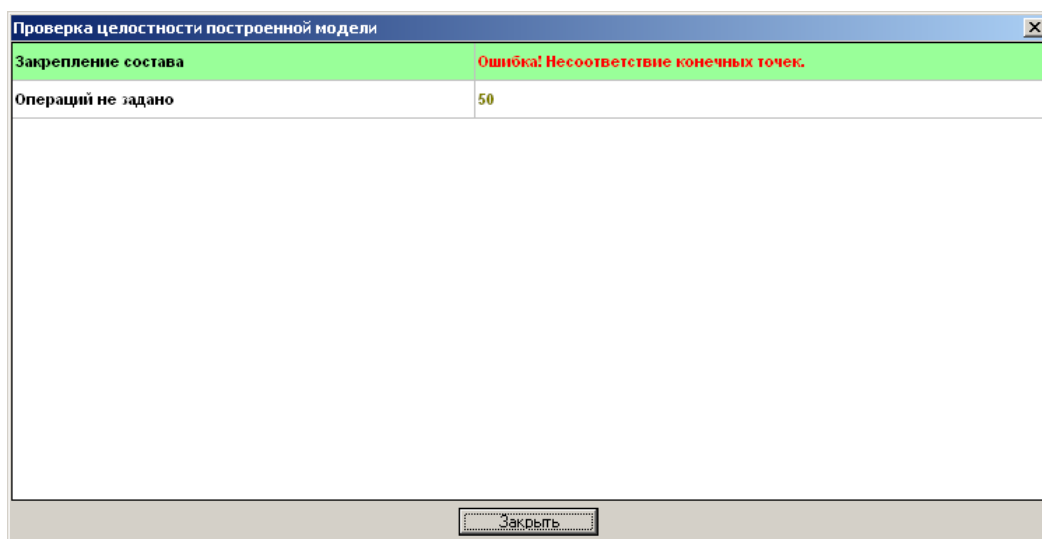 Проверка целостности построенной модели
Закрепление состава Ошибка! Несоответствие конечных точек.
Операций не задано 50
Закрыть